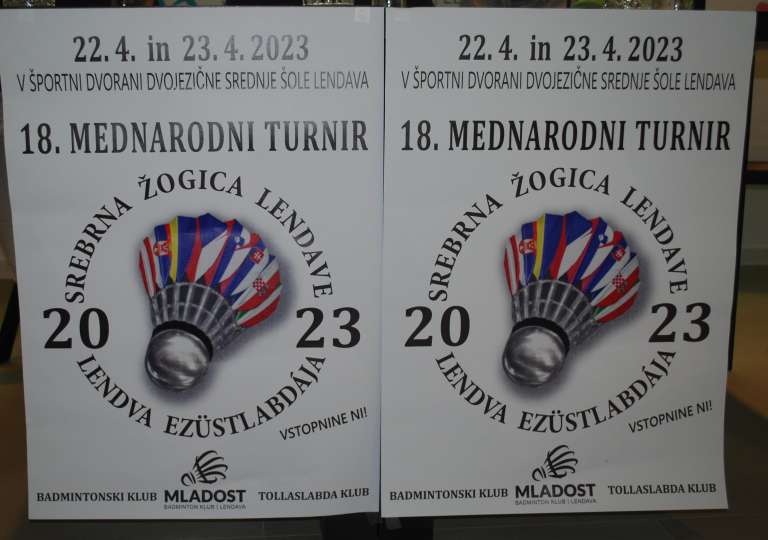 22. 4. in 23. 4. 2023
V ŠPORTNI DVORANI DVOJEZIČNE SREDNJE ŠOLE LENDAVA
18. MEDNARODNI TURNIR
SREBRNA ŽOGICA LENDAVE
20 23
LENDVA EZÜSTLABDÁJA
VSTOPNINE NI!
BADMINTONSKI KLUB MLADOST TOLLASLABDA KLUB
BADMINTON KLUB | LENDAVA
22. 4. in 23. 4. 2023
V ŠPORTNI DVORANI DVOJEZIČNE SREDNJE ŠOLE LENDAVA
18. MEDNARODNI TURNIR
SREBRNA ŽOGICA LENDAVE
20 23
LENDVA EZÜSTLABDÁJA
VSTOPNINE NI!
BADMINTONSKI KLUB MLADOST TOLLASLABDA KLUB
BADMINTON KLUB | LENDAVA